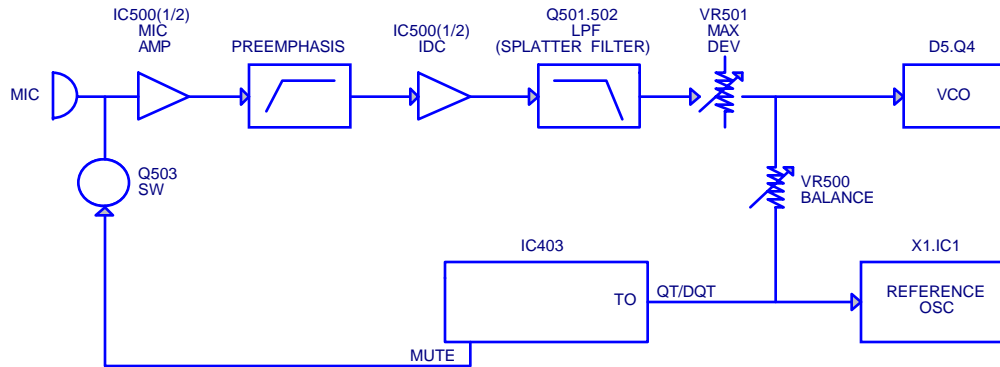 IC500(1/2)
MIC
AMP
PREEMPHASIS
IC500(1/2)
IDC
Q501.502
LPF
(SPLATTER FILTER)
VR501
MAX
DEV
D5.Q4
MIC
VCO
Q503
SW
VR500
BALANCE
IC403
X1.IC1
TO
QT/DQT
REFERENCE
OSC
MUTE